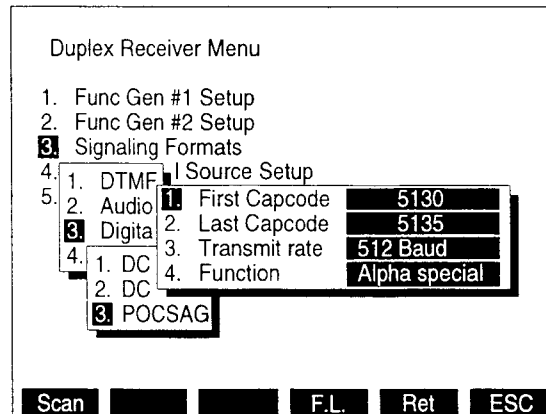 Duplex Receiver Menu
1. Func Gen #1 Setup
2. Func Gen #2 Setup
3. Signaling Formats
4. l Source Setup
5.
1. DTMF
2. Audio
3. Digita
4.
1. DC
2. DC
3. POCSAG
1. First Capcode 5130
2. Last Capcode 5135
3. Transmit rate 512 Baud
4. Function Alpha special
Scan F.L. Ret ESC